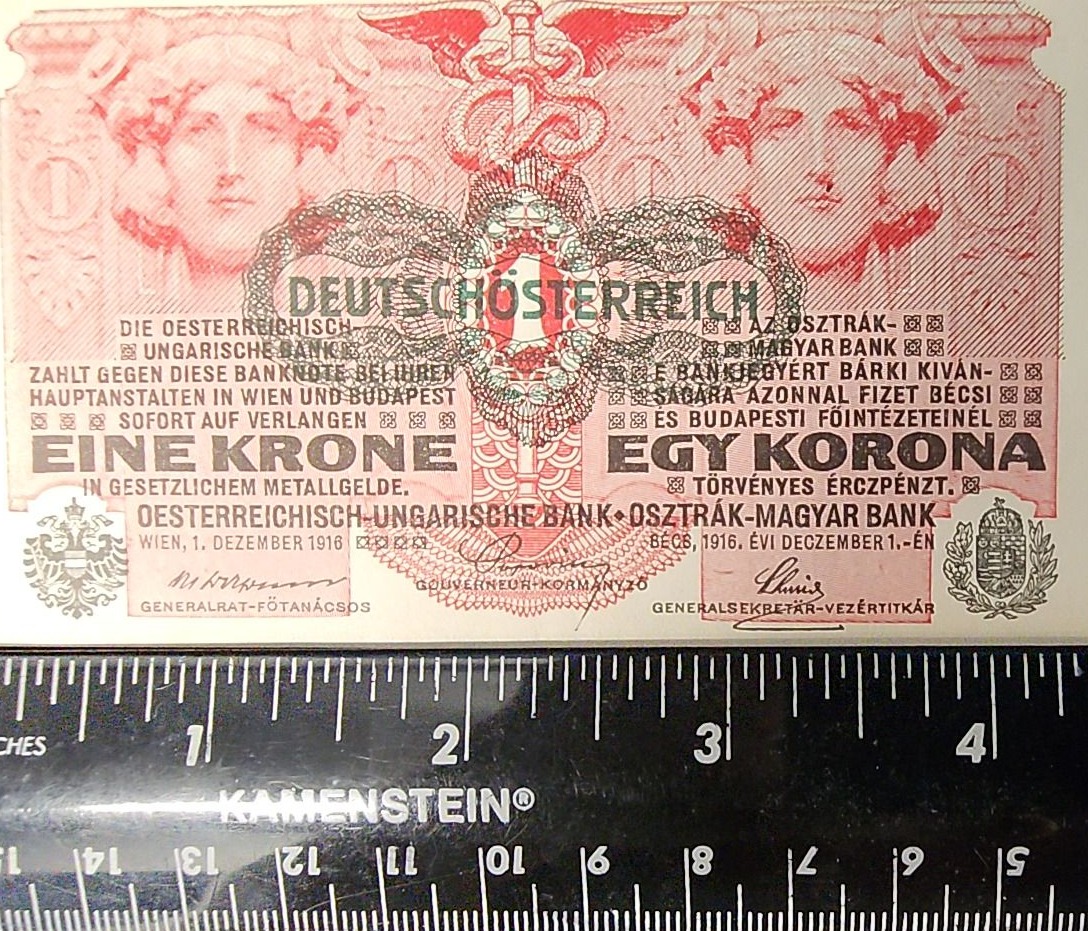 1
DEUTSCHÖSTERREICH
DIE OESTERREICHISCH-
UNGARISCHE BANK
ZAHLT GEGEN DIESE BANKNOTE BEI IHREN
HAUPTANSTALTEN IN WIEN UND BUDAPEST
SOFORT AUF VERLANGEN
EINE KRONE
IN GESETZLICHEM METALLGELDE.
AZ OSZTRÁK-
MAGYAR BANK
E BANKJEGYÉRT BÁRKI KIVÁN-
SÁGÁRA AZONNAL FIZET BÉCSI
ÉS BUDAPESTI FŐINTÉZETEINÉL
EGY KORONA
TÖRVÉNYES ÉRCZPÉNZT.
OESTERREICHISCH-UNGARISCHE BANK • OSZTRÁK-MAGYAR BANK
WIEN, 1. DEZEMBER 1916
BÉCS, 1916. ÉVI DECZEMBER 1.-ÉN
GENERALRAT-FŐTANÁCSOS
GOUVERNEUR-KORMÁNYZÓ
GENERALSEKRETÄR-VEZÉRTITKÁR
1 2 3 4
CHES
KAMENSTEIN®
14 13 12 11 10 9 8 7 6 5